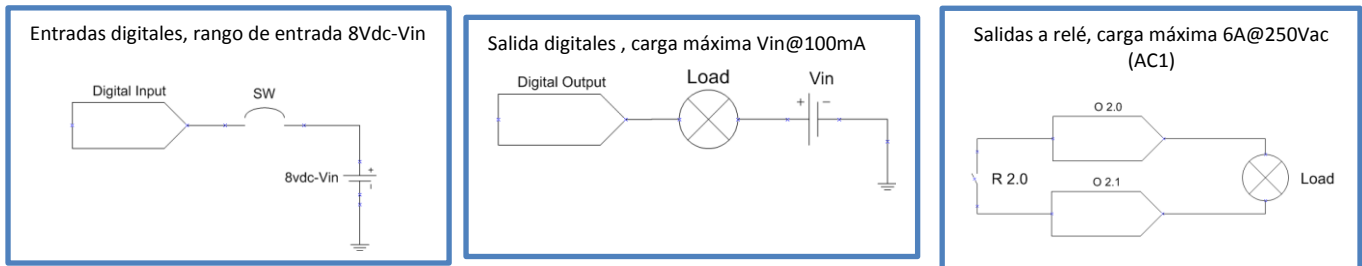 Entradas digitales, rango de entrada 8Vdc-Vin
Digital Input
SW
8vdc-Vin
+
-
Salida digitales , carga máxima Vin@100mA
Digital Output
Load
Vin
+
-
Salidas a relé, carga máxima 6A@250Vac
(AC1)
O 2.0
R 2.0
O 2.1
Load